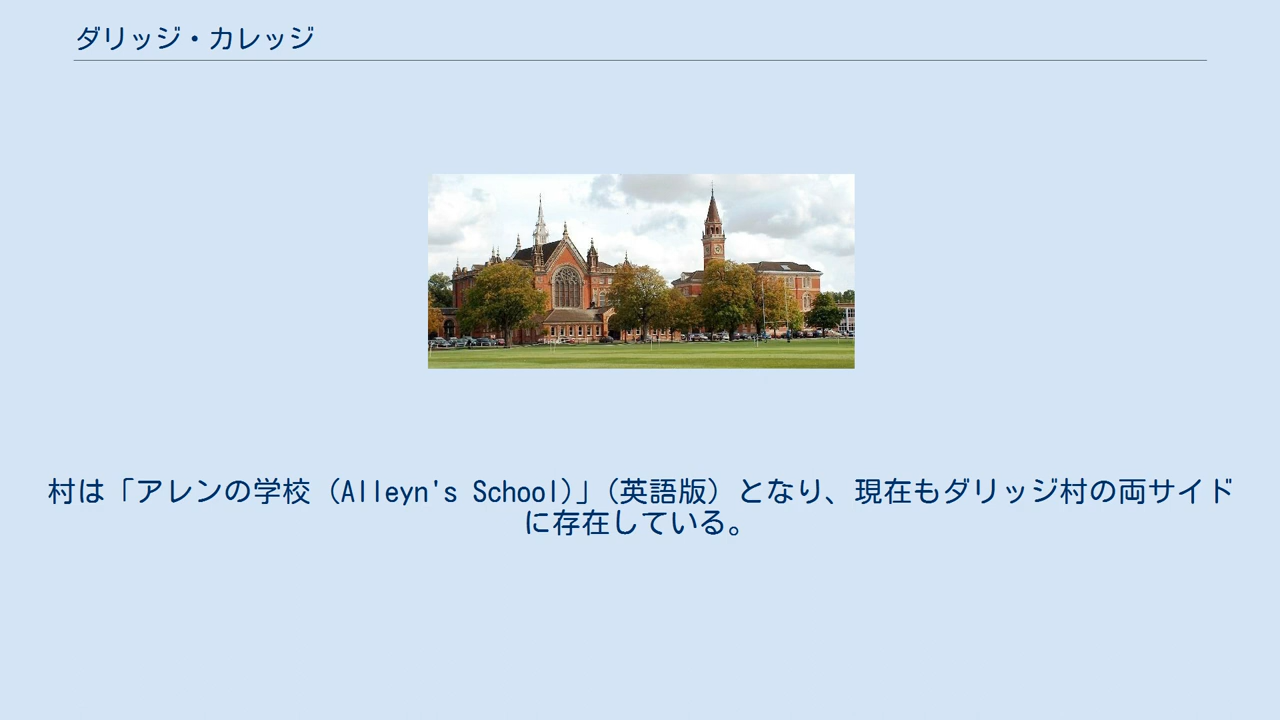 ダリッジ・カレッジ
村は「アレンの学校（Alleyn's School)」（英語版）となり、現在もダリッジ村の両サイド
に存在している。